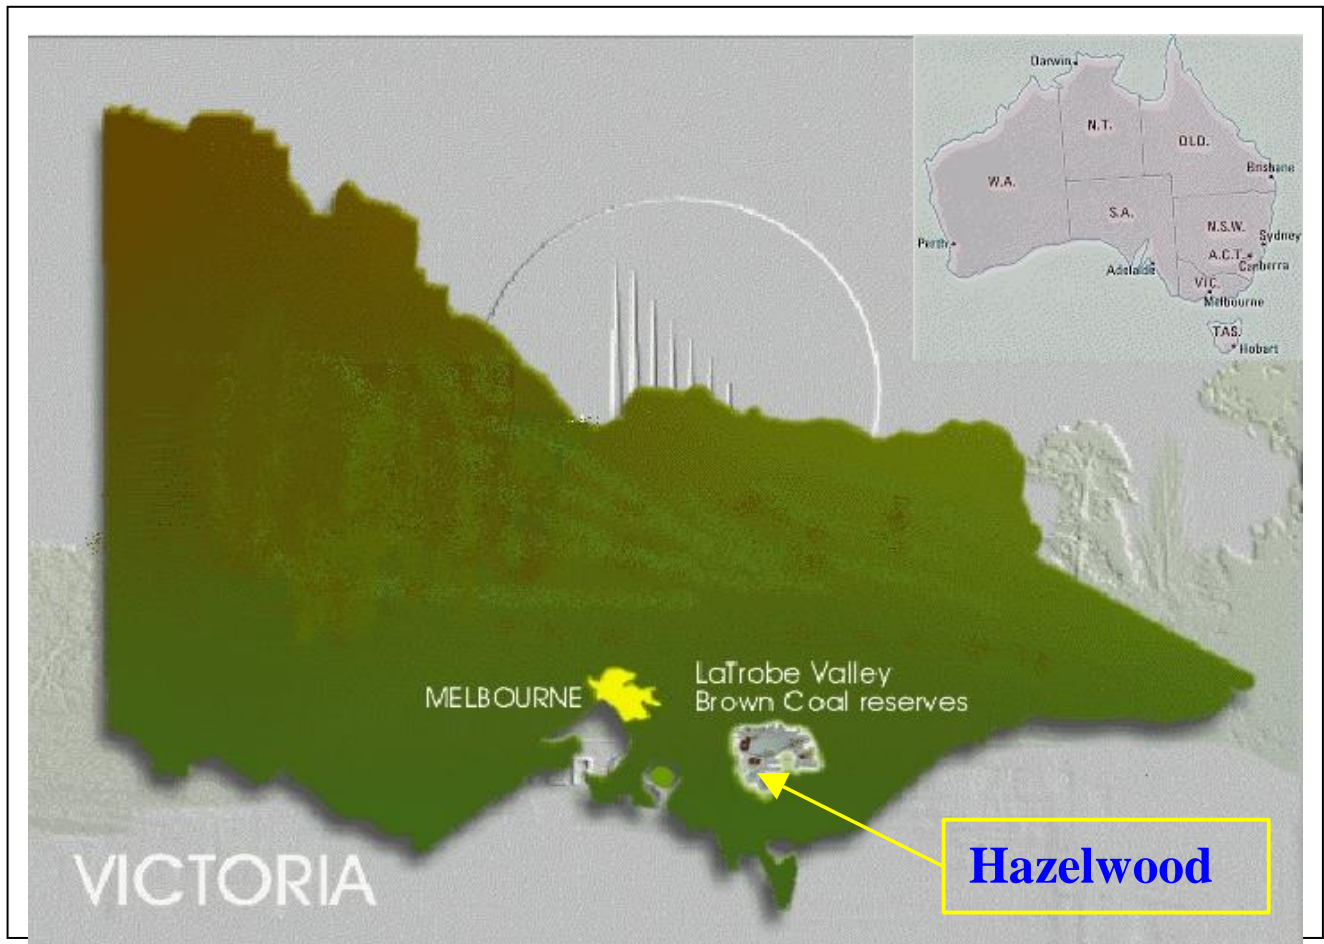 Darwin
N.T.
QLD.
Brisbane
W.A.
S.A.
N.S.W.
Perth
Sydney
A.C.T.
Canberra
Adelaide
VIC.
Melbourne
TAS.
Hobart
LaTrobe Valley
MELBOURNE
Brown Coal reserves
Hazelwood
VICTORIA